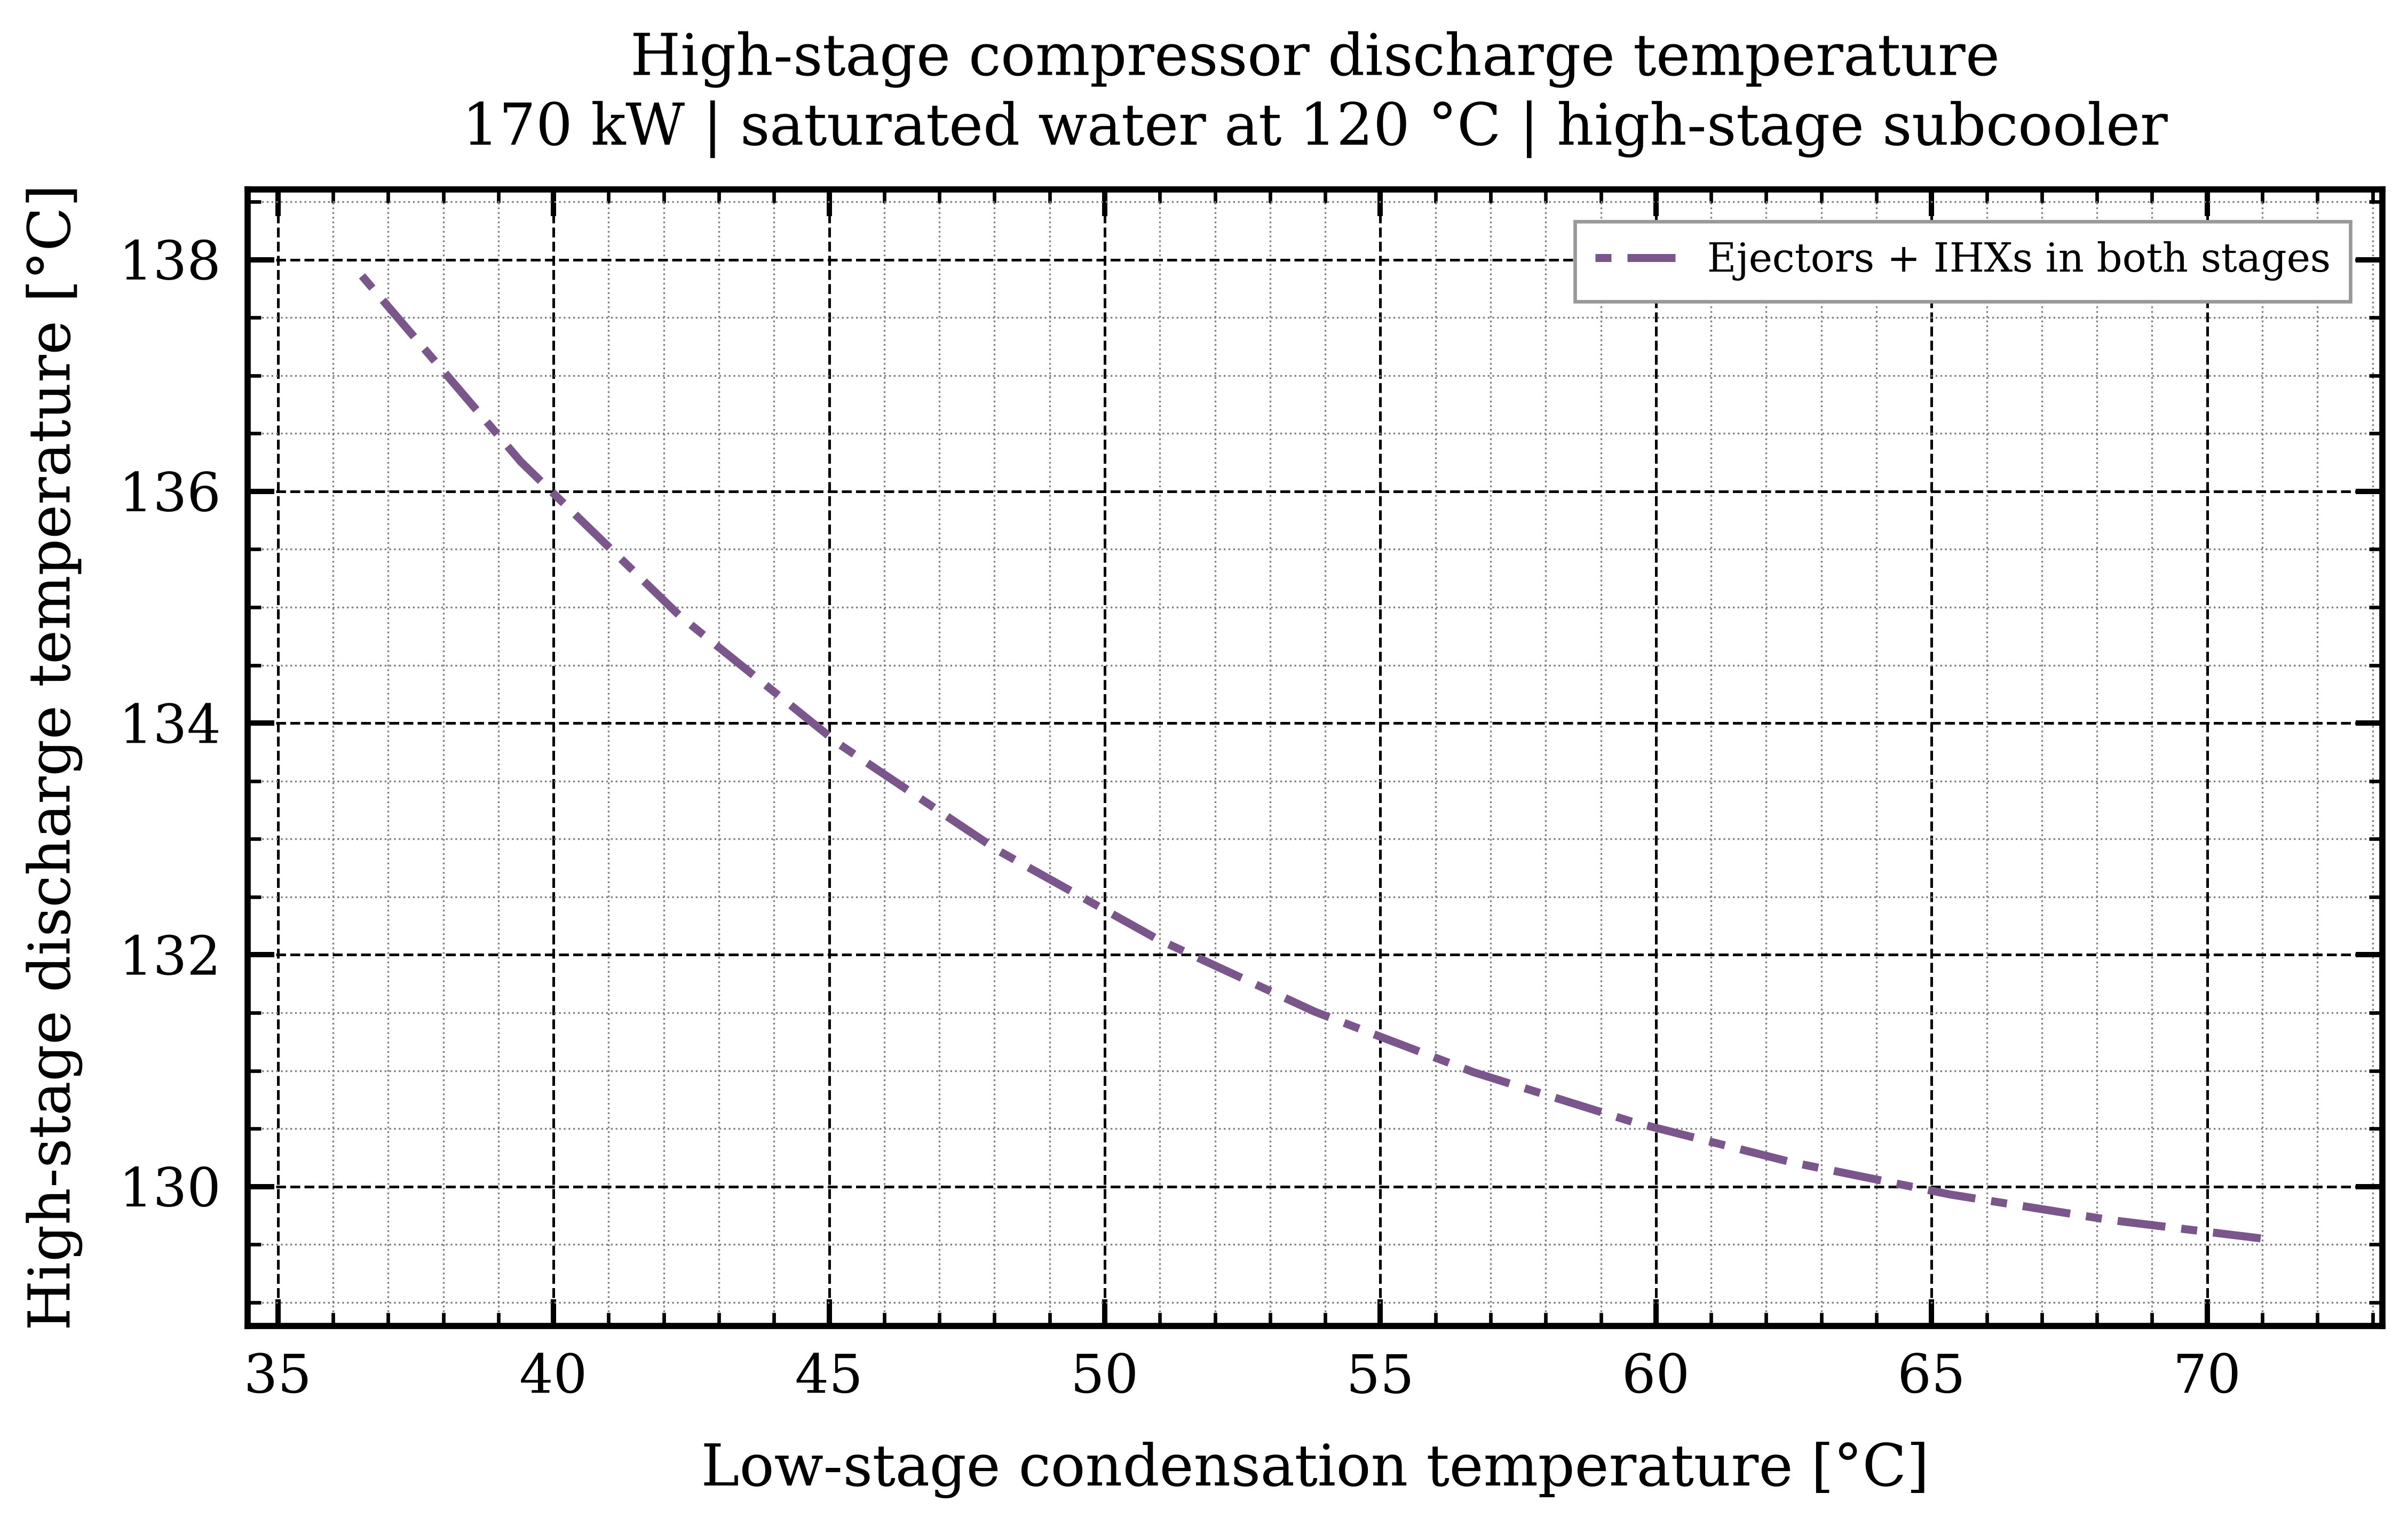 High-stage compressor discharge temperature
170 kW | saturated water at 120 °C | high-stage subcooler
High-stage discharge temperature [°C]
138
136
134
132
130
Ejectors + IHXs in both stages
35 40 45 50 55 60 65 70
Low-stage condensation temperature [°C]